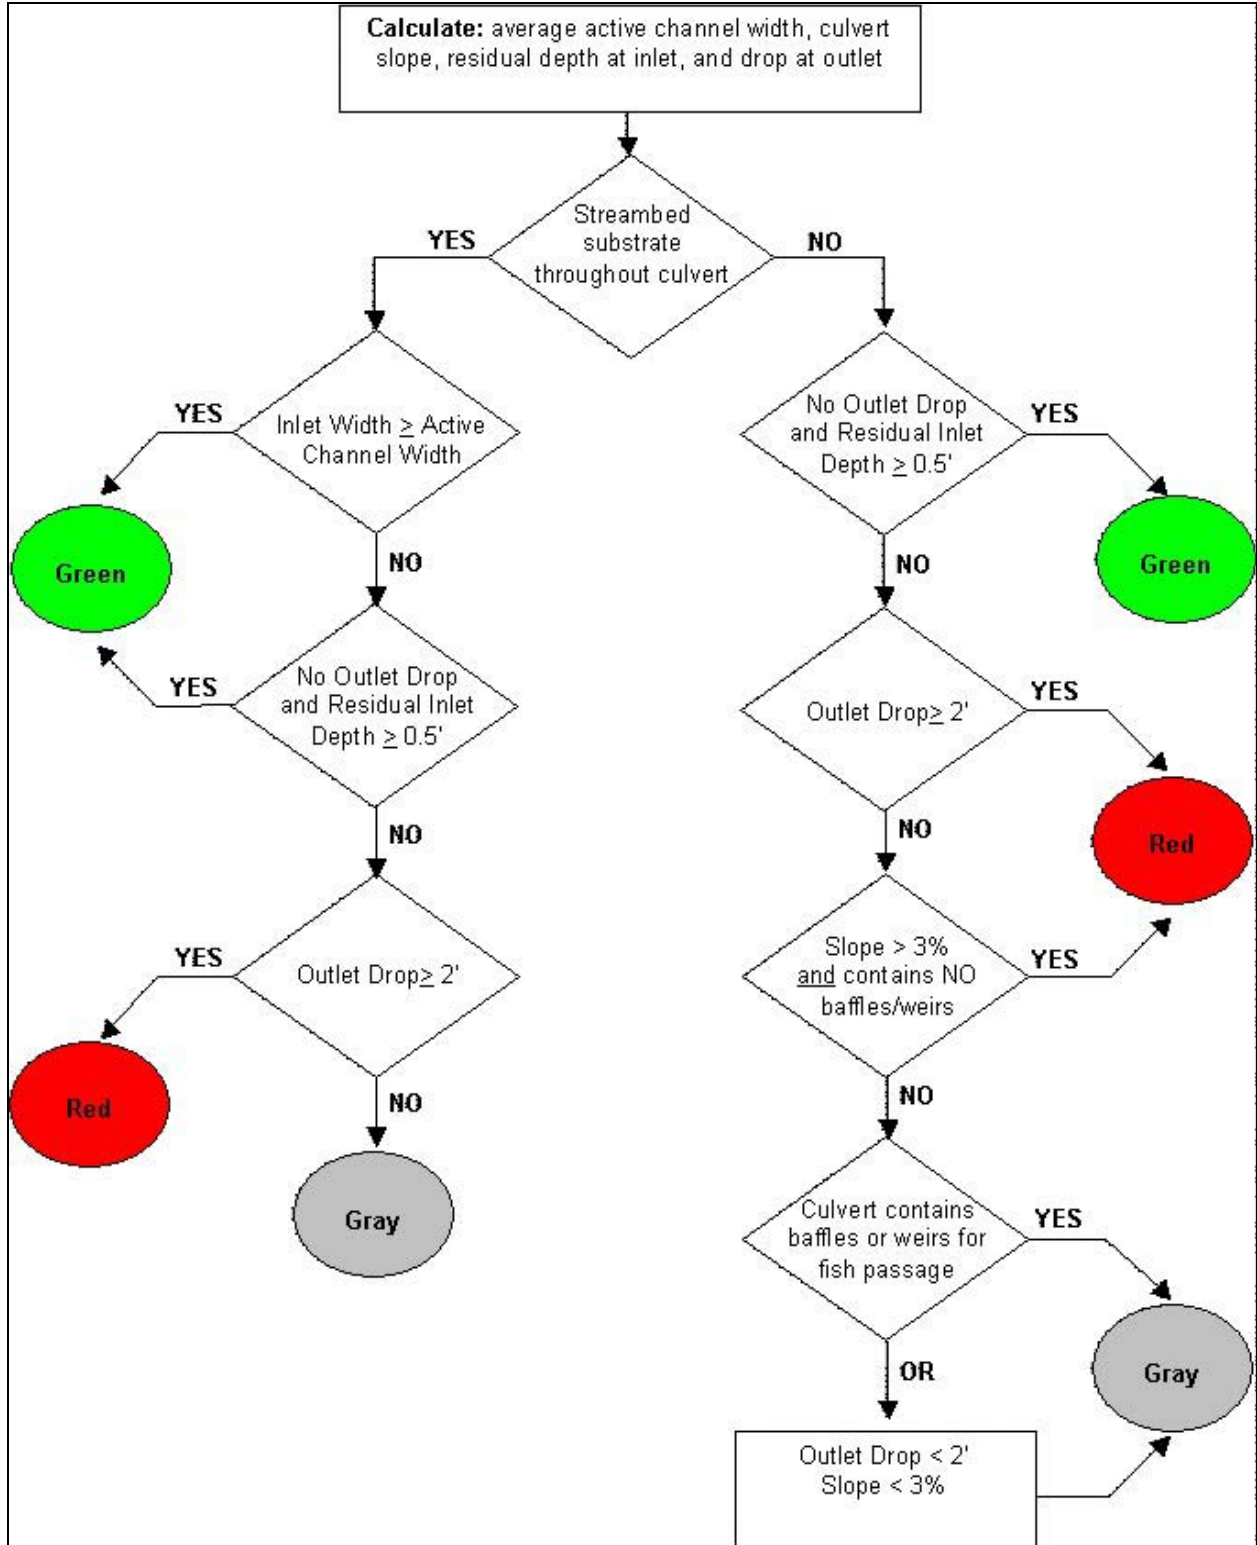 Calculate: average active channel width, culvert
slope, residual depth at inlet, and drop at outlet
Streambed
substrate
throughout culvert
YES
NO
Inlet Width ≥ Active
Channel Width
YES
NO
Green
No Outlet Drop
and Residual Inlet
Depth ≥ 0.5'
YES
NO
Outlet Drop≥ 2'
YES
NO
Red
Gray
No Outlet Drop
and Residual Inlet
Depth ≥ 0.5'
YES
NO
Green
Outlet Drop≥ 2'
YES
NO
Red
Slope > 3%
and contains NO
baffles/weirs
YES
NO
Culvert contains
baffles or weirs for
fish passage
YES
OR
Gray
Outlet Drop < 2'
Slope < 3%